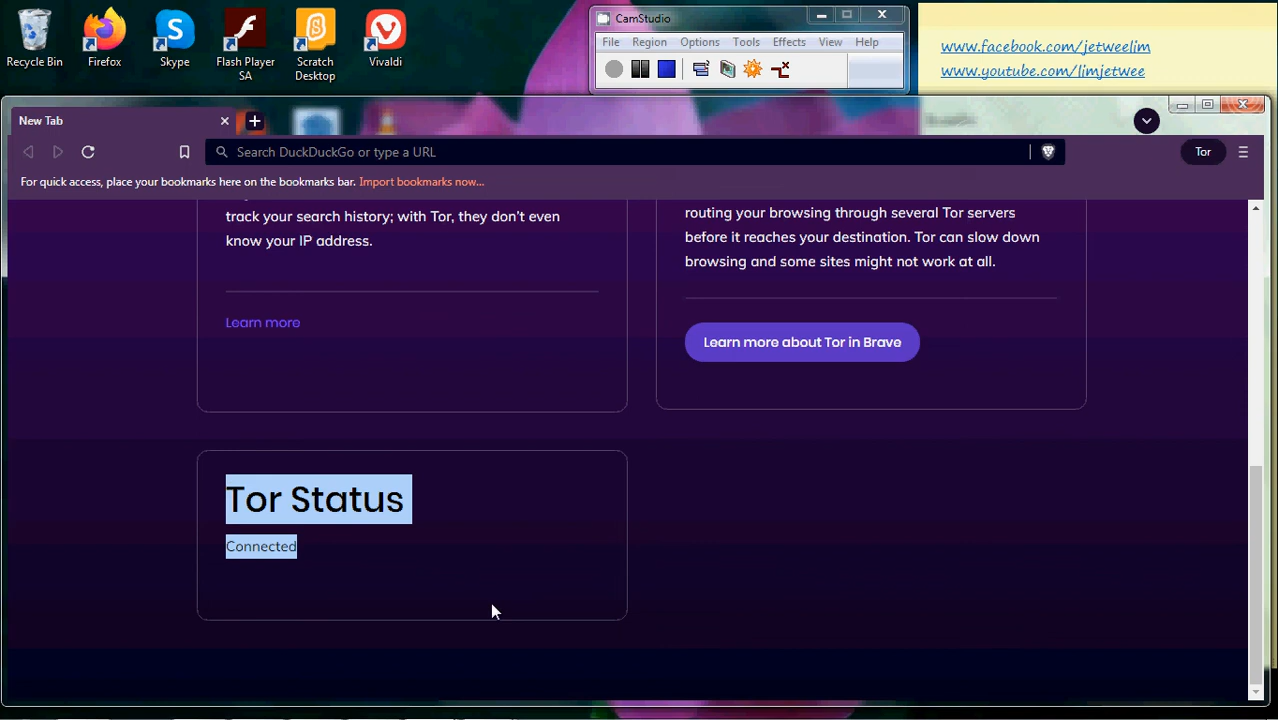 Recycle Bin
Firefox
Skype
Flash Player
SA
Scratch
Desktop
Vivaldi
CamStudio
File Region Options Tools Effects View Help
www.facebook.com/jetweelim
www.youtube.com/limjetwee
New Tab
Search DuckDuckGo or type a URL
Tor
For quick access, place your bookmarks here on the bookmarks bar. Import bookmarks now...
track your search history; with Tor, they don’t even
know your IP address.
Learn more
routing your browsing through several Tor servers
before it reaches your destination. Tor can slow down
browsing and some sites might not work at all.
Learn more about Tor in Brave
Tor Status
Connected